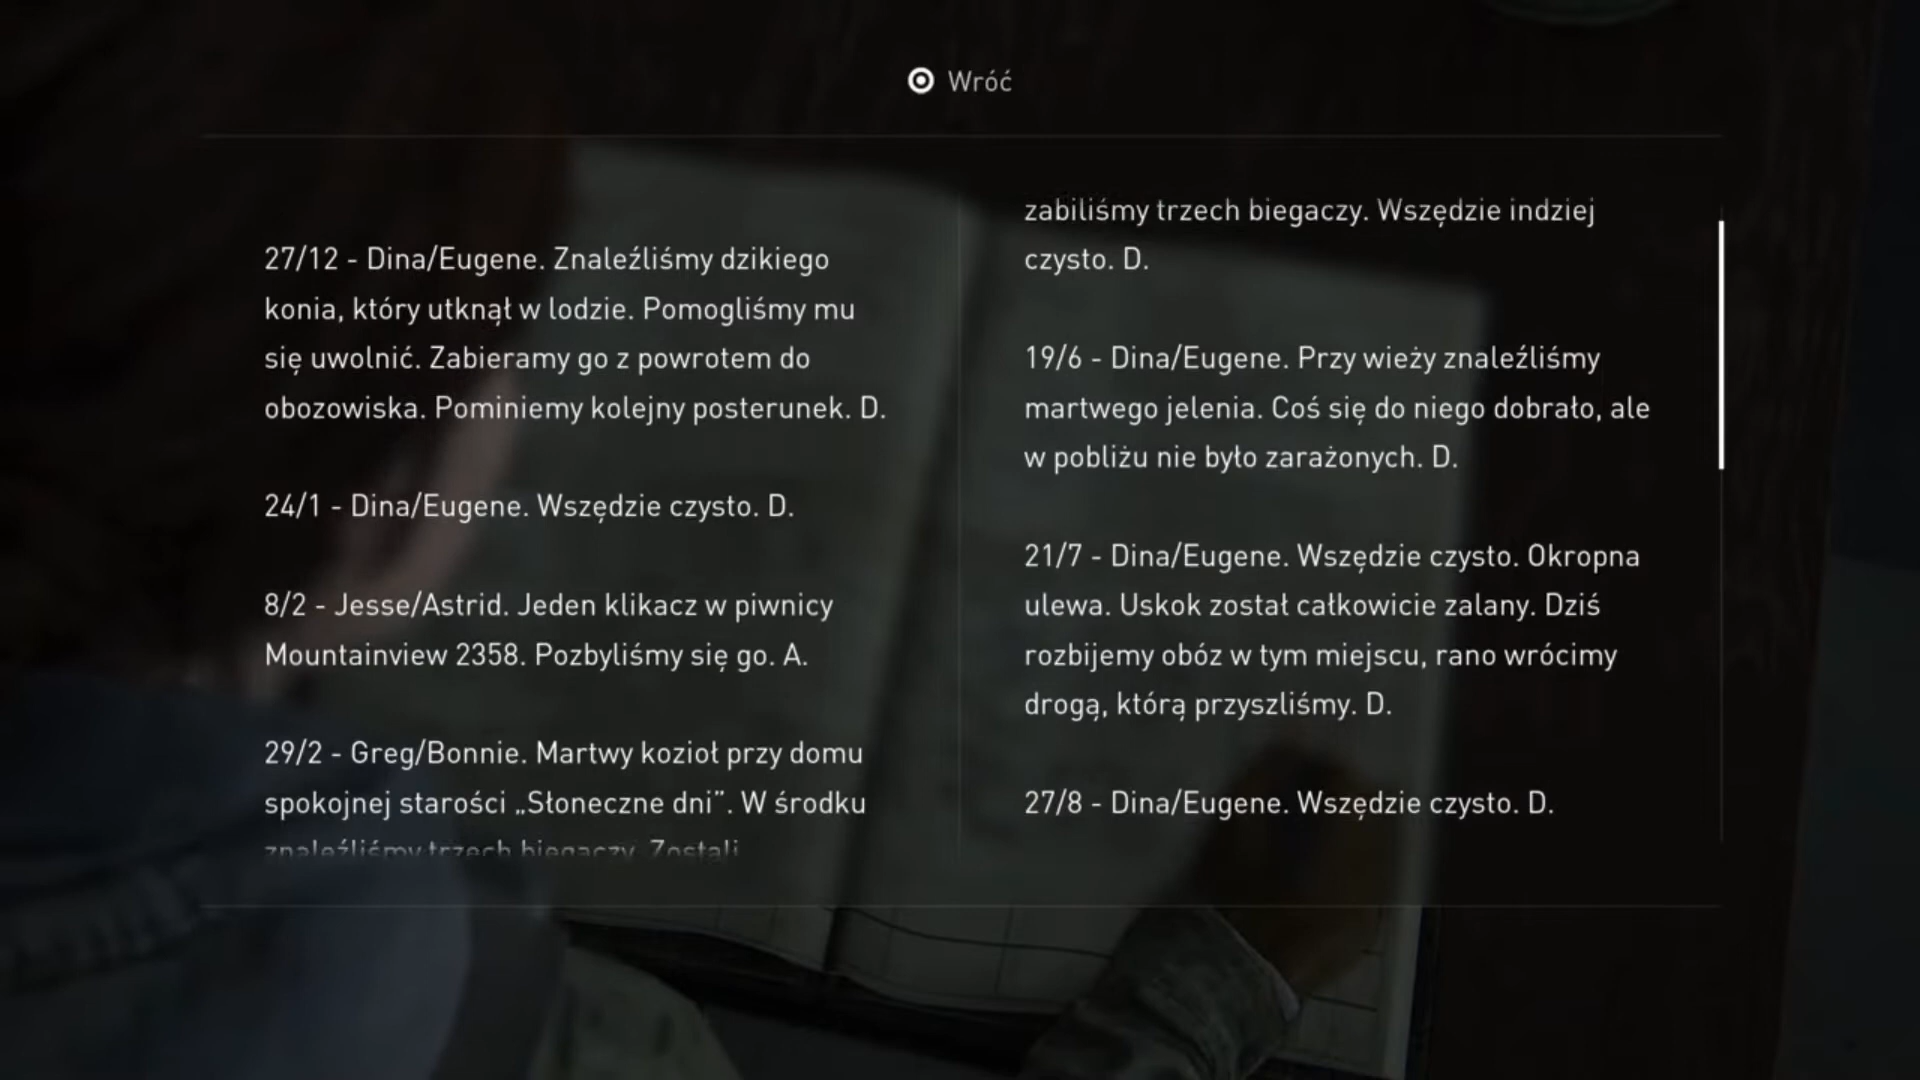 Wróć
27/12 - Dina/Eugene. Znaleźliśmy dzikiego
konia, który utknął w lodzie. Pomogliśmy mu
się uwolnić. Zabieramy go z powrotem do
obozowiska. Pominiemy kolejny posterunek. D.
24/1 - Dina/Eugene. Wszędzie czysto. D.
8/2 - Jesse/Astrid. Jeden klikacz w piwnicy
Mountainview 2358. Pozbyliśmy się go. A.
29/2 - Greg/Bonnie. Martwy kozioł przy domu
spokojnej starości „Słoneczne dni”. W środku
znaleźliśmy trzech biegaczy. Zostali
zabiliśmy trzech biegaczy. Wszędzie indziej
czysto. D.
19/6 - Dina/Eugene. Przy wieży znaleźliśmy
martwego jelenia. Coś się do niego dobrało, ale
w pobliżu nie było zarażonych. D.
21/7 - Dina/Eugene. Wszędzie czysto. Okropna
ulewa. Uskok został całkowicie zalany. Dziś
rozbijemy obóz w tym miejscu, rano wrócimy
drogą, którą przyszliśmy. D.
27/8 - Dina/Eugene. Wszędzie czysto. D.